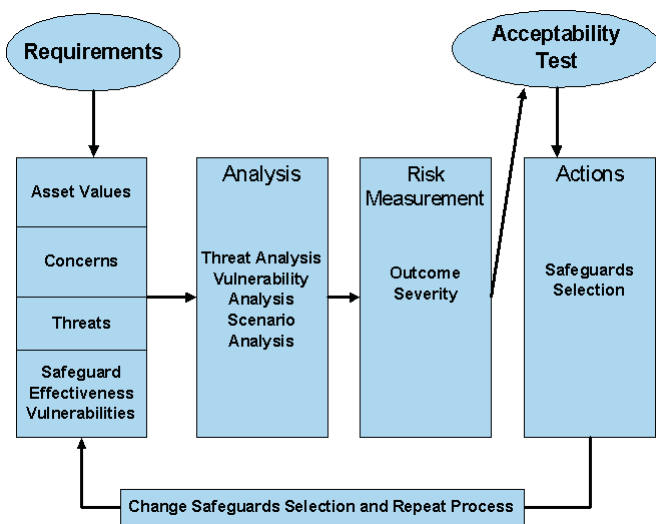 Requirements
Acceptability
Test
Asset Values
Concerns
Threats
Safeguard
Effectiveness
Vulnerabilities
Analysis
Threat Analysis
Vulnerability
Analysis
Scenario
Analysis
Risk
Measurement
Outcome
Severity
Actions
Safeguards
Selection
Change Safeguards Selection and Repeat Process